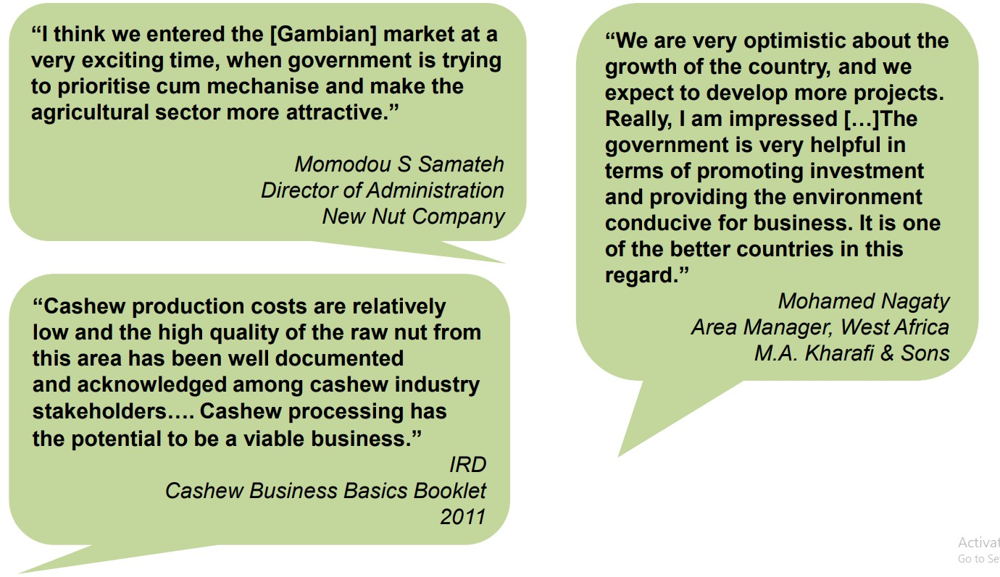 “I think we entered the [Gambian] market at a
very exciting time, when government is trying
to prioritise cum mechanise and make the
agricultural sector more attractive.”
Momodou S Samateh
Director of Administration
New Nut Company
“Cashew production costs are relatively
low and the high quality of the raw nut from
this area has been well documented
and acknowledged among cashew industry
stakeholders…. Cashew processing has
the potential to be a viable business.”
IRD
Cashew Business Basics Booklet
2011
“We are very optimistic about the
growth of the country, and we
expect to develop more projects.
Really, I am impressed […]The
government is very helpful in
terms of promoting investment
and providing the environment
conducive for business. It is one
of the better countries in this
regard.”
Mohamed Nagaty
Area Manager, West Africa
M.A. Kharafi & Sons
Activat
Go to Se